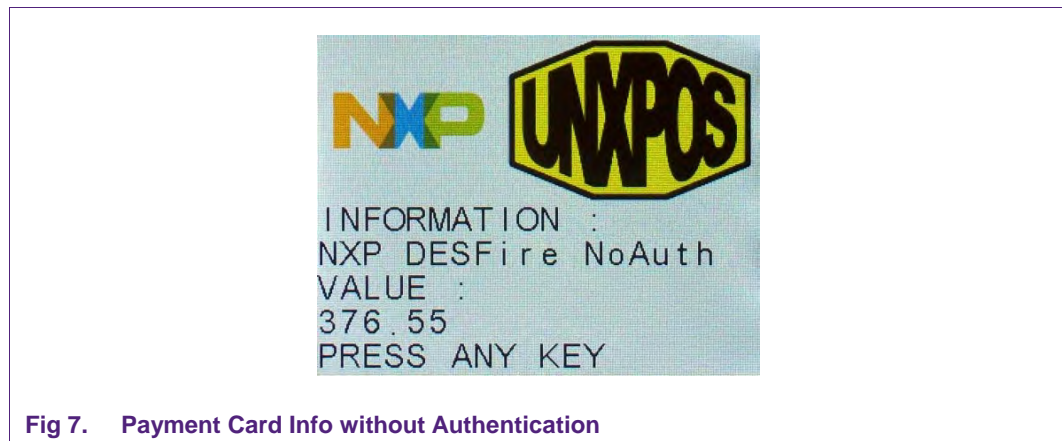 NXP UNXPOS
INFORMATION :
NXP DESFire NoAuth
VALUE :
376.55
PRESS ANY KEY
Fig 7. Payment Card Info without Authentication